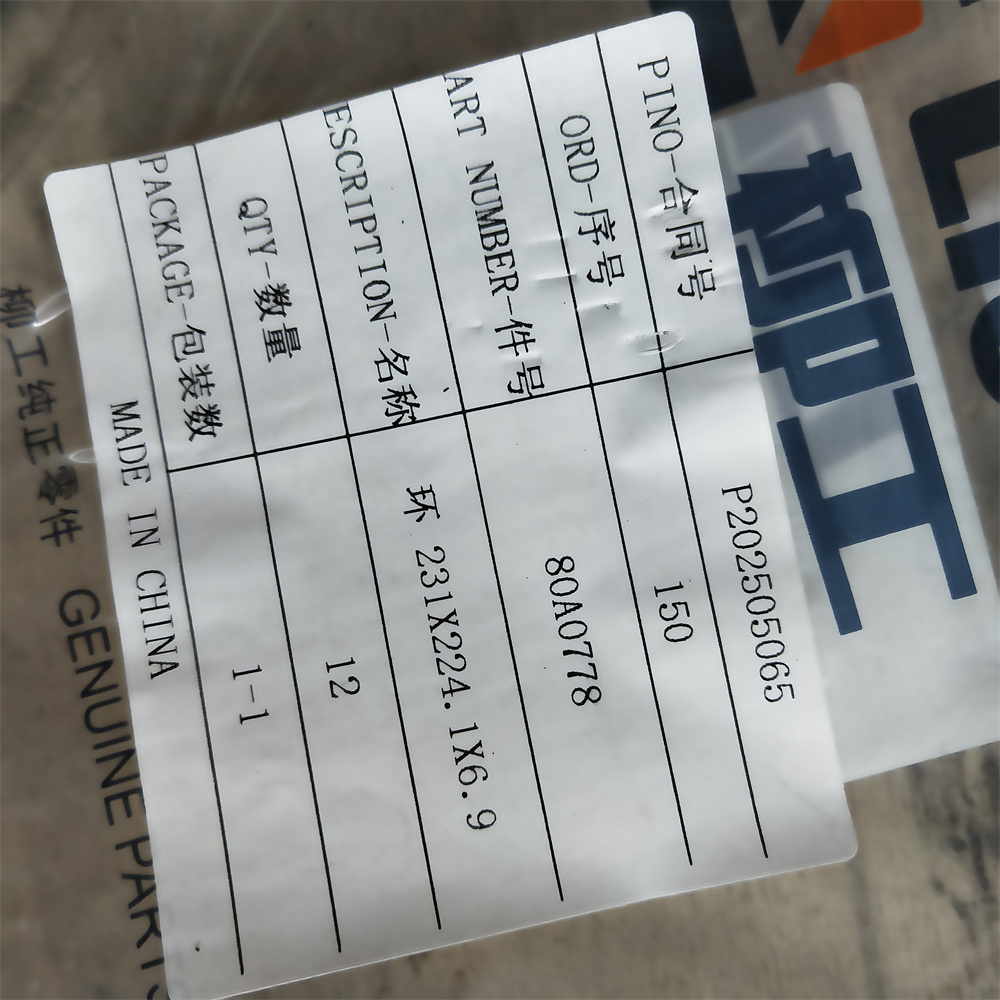 PINO-合同号 P202505065
ORD-序号 150
ART NUMBER-件号 80A0778
ESCRIPTION-名称 环 231X224.1X6.9
QTY-数量 12
PACKAGE-包装数 1-1
MADE IN CHINA
柳工
柳工纯正零件 GENUINE PARTS